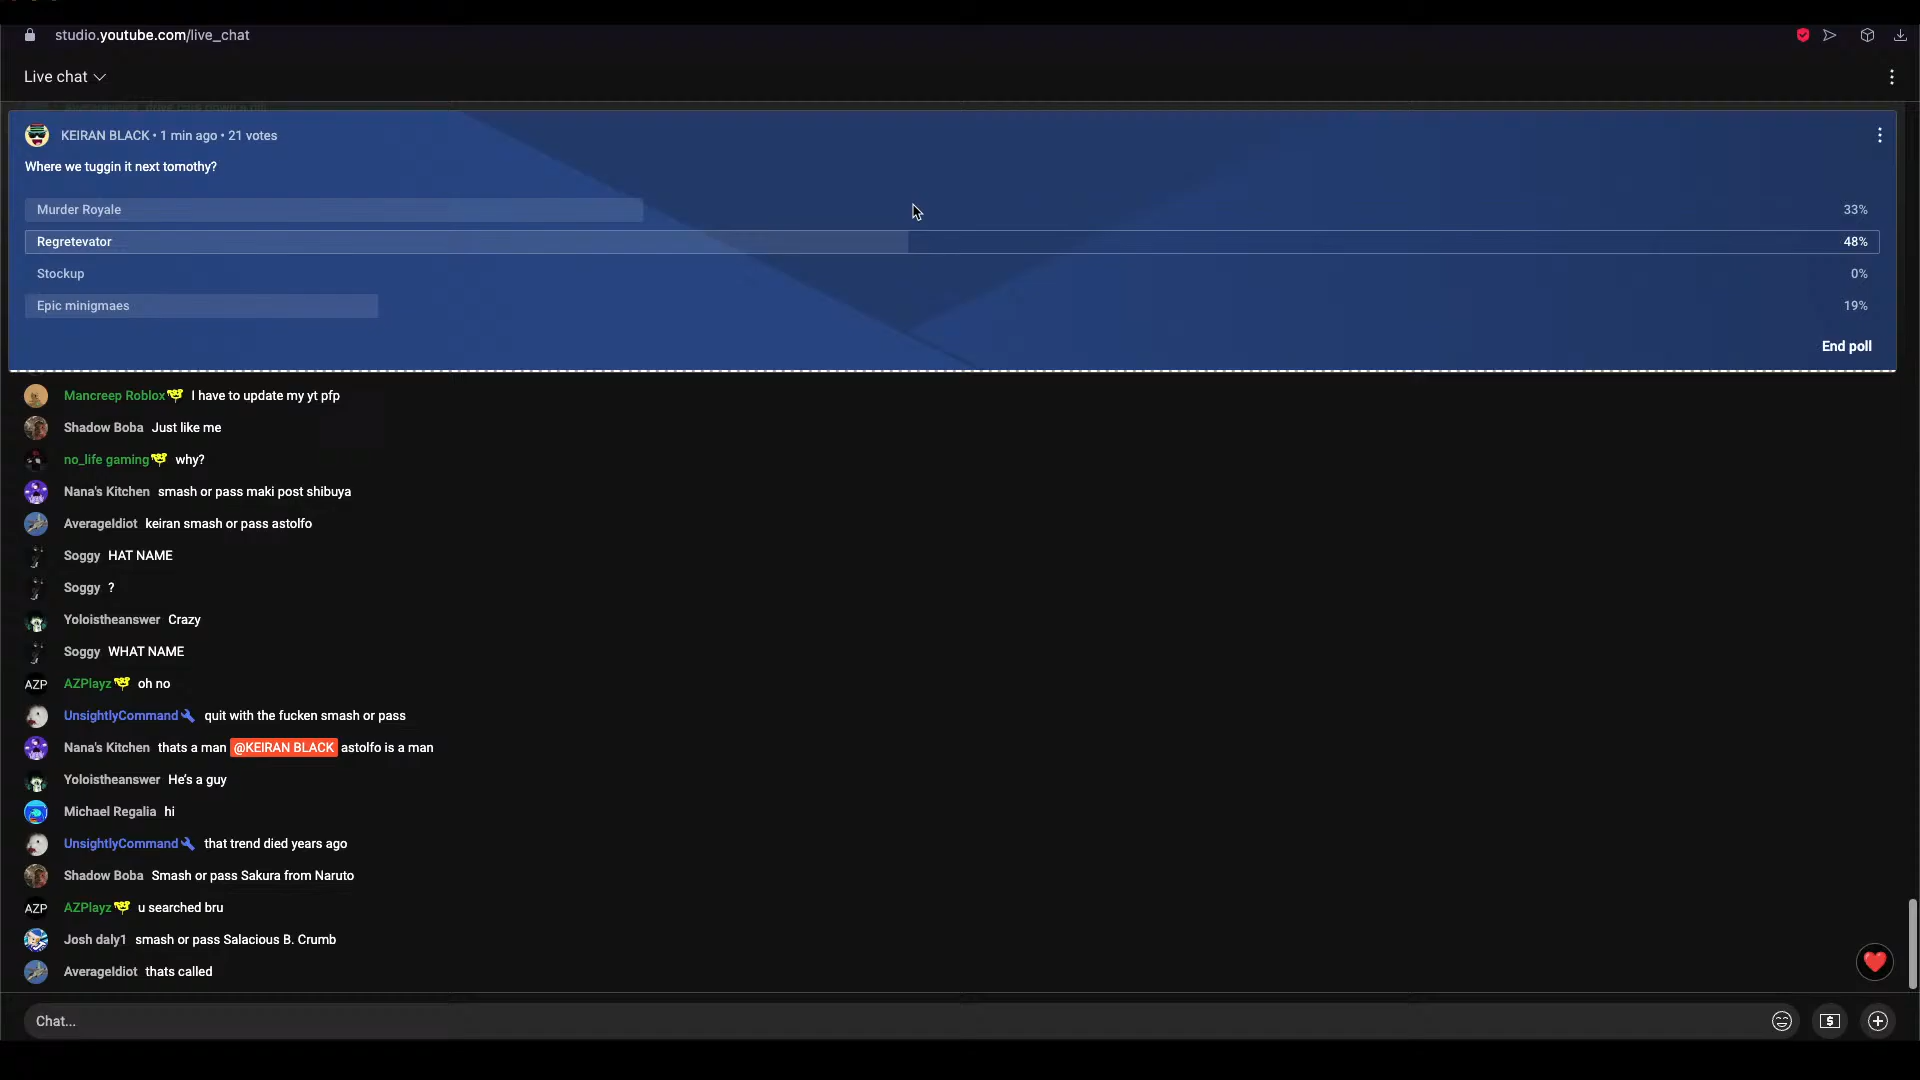 studio.youtube.com/live_chat
Live chat
KEIRAN BLACK • 1 min ago • 21 votes
Where we tuggin it next tomothy?
Murder Royale 33%
Regretevator 48%
Stockup 0%
Epic minigmaes 19%
End poll
Mancreep Roblox I have to update my yt pfp
Shadow Boba Just like me
no_life gaming why?
Nana's Kitchen smash or pass maki post shibuya
AverageIdiot keiran smash or pass astolfo
Soggy HAT NAME
Soggy ?
Yoloistheanswer Crazy
Soggy WHAT NAME
AZP AZPlayz oh no
UnsightlyCommand quit with the fucken smash or pass
Nana's Kitchen thats a man @KEIRAN BLACK astolfo is a man
Yoloistheanswer He's a guy
Michael Regalia hi
UnsightlyCommand that trend died years ago
Shadow Boba Smash or pass Sakura from Naruto
AZP AZPlayz u searched bru
Josh daly1 smash or pass Salacious B. Crumb
AverageIdiot thats called
Chat...